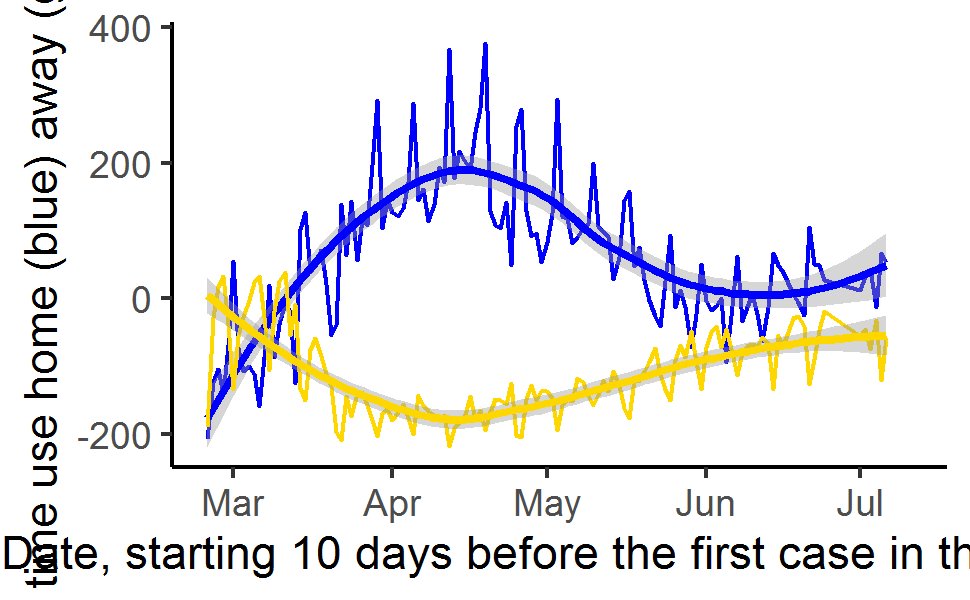 400
200
0
-200
time use home (blue) away (
Mar Apr May Jun Jul
Date, starting 10 days before the first case in th